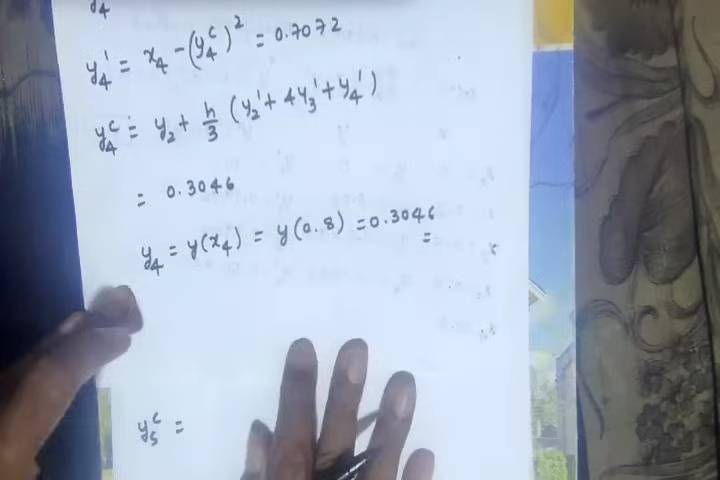 y₄
y₄' = x₄ - (y₄ᶜ)² = 0.7072
y₄ᶜ = y₂ + h/3 (y₂' + 4y₃' + y₄')
= 0.3046
y₄ = y(x₄) = y(0.8) = 0.3046
y₅ᶜ =